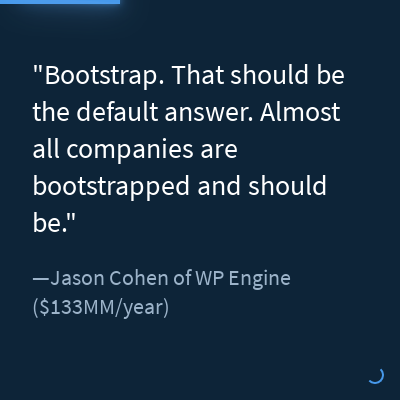 "Bootstrap. That should be
the default answer. Almost
all companies are
bootstrapped and should
be."
—Jason Cohen of WP Engine
($133MM/year)